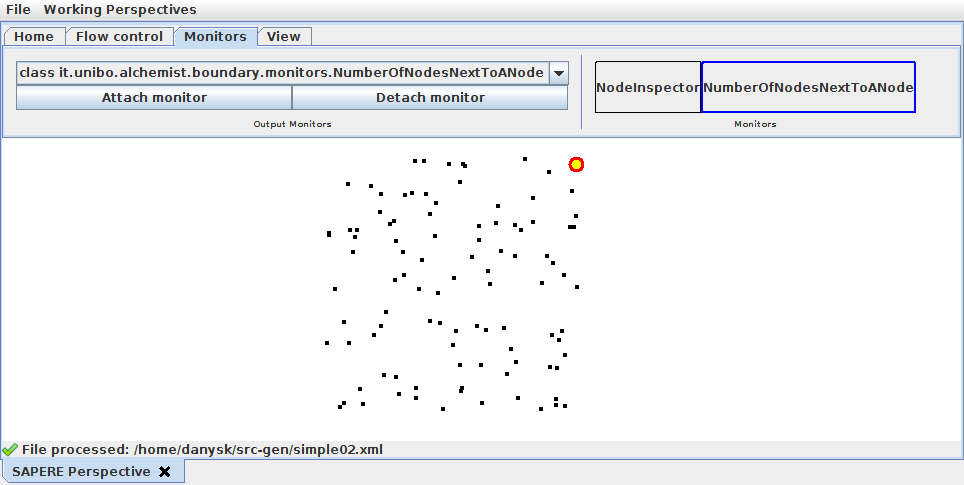 File Working Perspectives
Home Flow control Monitors View
class it.unibo.alchemist.boundary.monitors.NumberOfNodesNextToANode
Attach monitor Detach monitor
Output Monitors
NodeInspector NumberOfNodesNextToANode
Monitors
File processed: /home/danysk/src-gen/simple02.xml
SAPERE Perspective